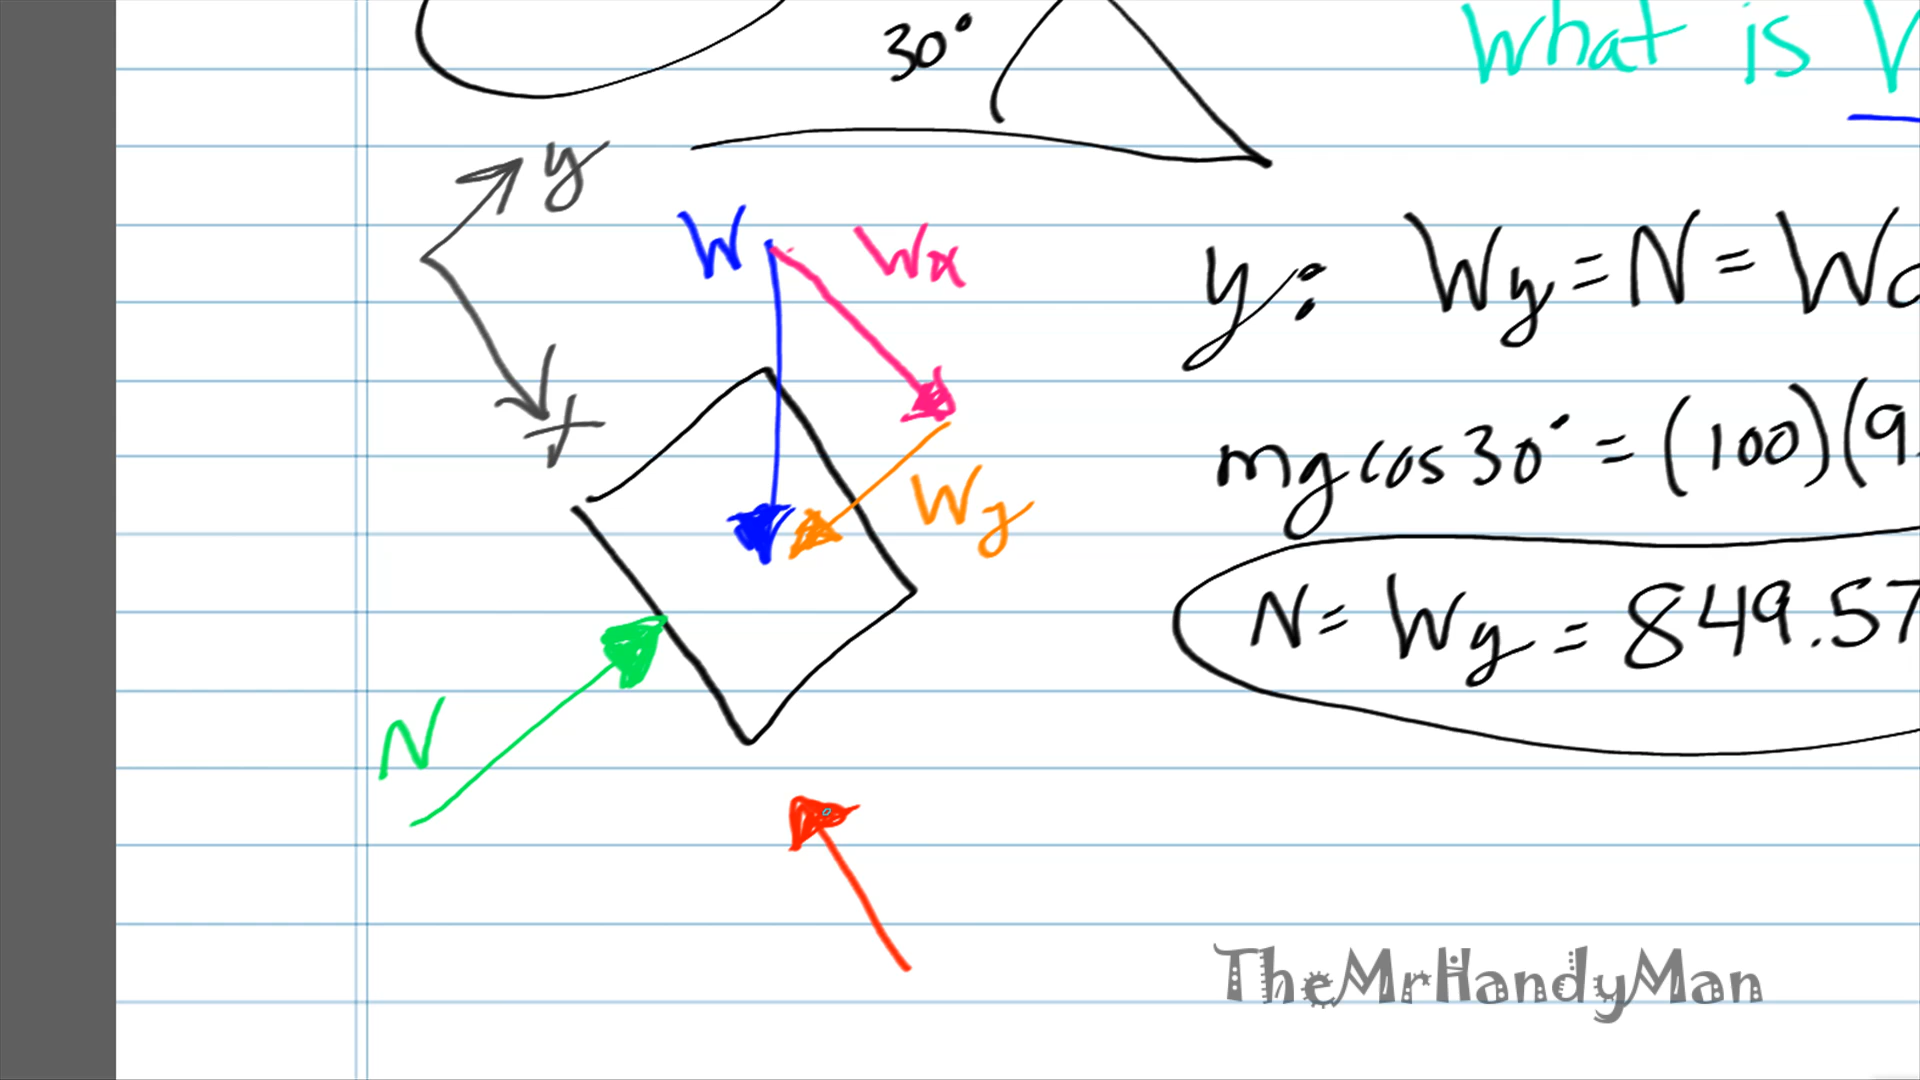 30°
What is
y
W
Wx
y: Wy = N = W
x
mg cos 30° = (100)(9.
Wy
N = Wy = 849.57
N
TheMrHandyMan